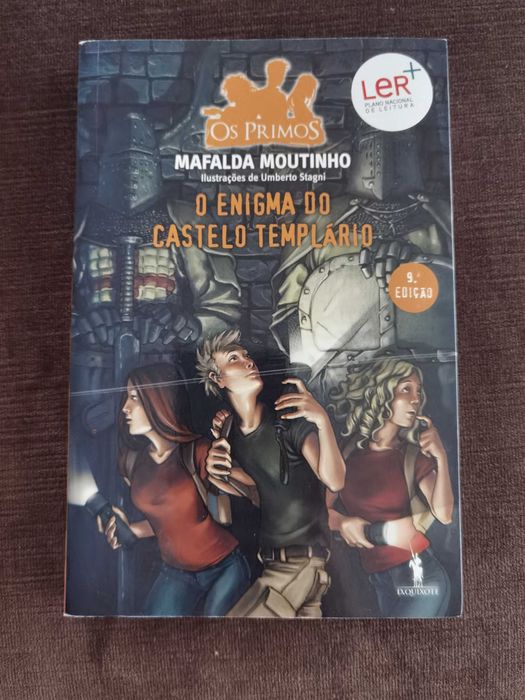 LeR+
PLANO NACIONAL
DE LEITURA
OS PRIMOS
MAFALDA MOUTINHO
Ilustrações de Umberto Stagni
O ENIGMA DO
CASTELO TEMPLÁRIO
9.ª
EDIÇÃO
D.QUIXOTE